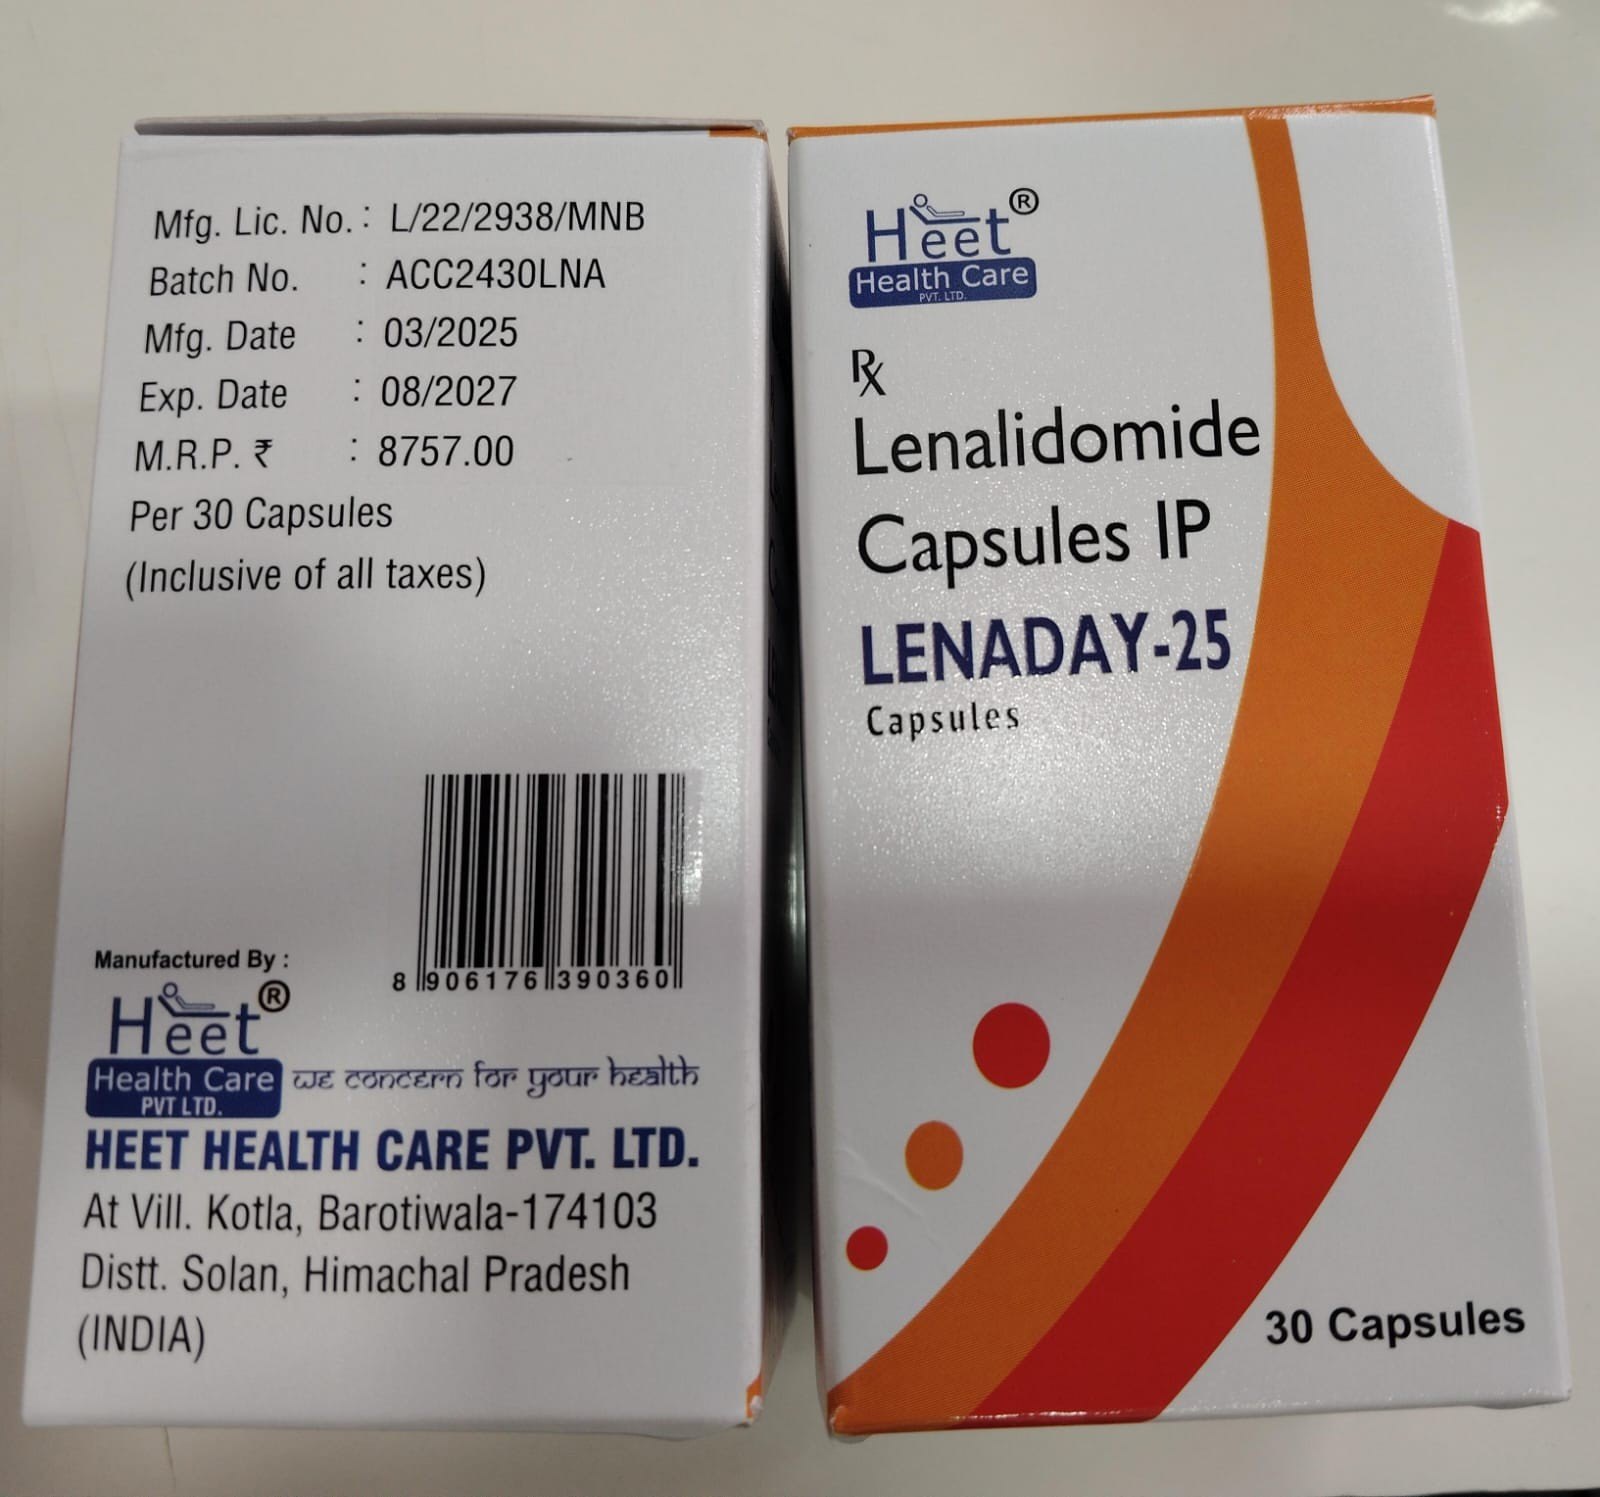 Mfg. Lic. No. : L/22/2938/MNB
Batch No. : ACC2430LNA
Mfg. Date : 03/2025
Exp. Date : 08/2027
M.R.P. ₹ : 8757.00
Per 30 Capsules
(Inclusive of all taxes)
8 906176 390360
Manufactured By :
Heet®
Health Care
PVT LTD.
we concern for your health
HEET HEALTH CARE PVT. LTD.
At Vill. Kotla, Barotiwala-174103
Distt. Solan, Himachal Pradesh
(INDIA)
Heet®
Health Care
PVT. LTD.
Rx
Lenalidomide
Capsules IP
LENADAY-25
Capsules
30 Capsules